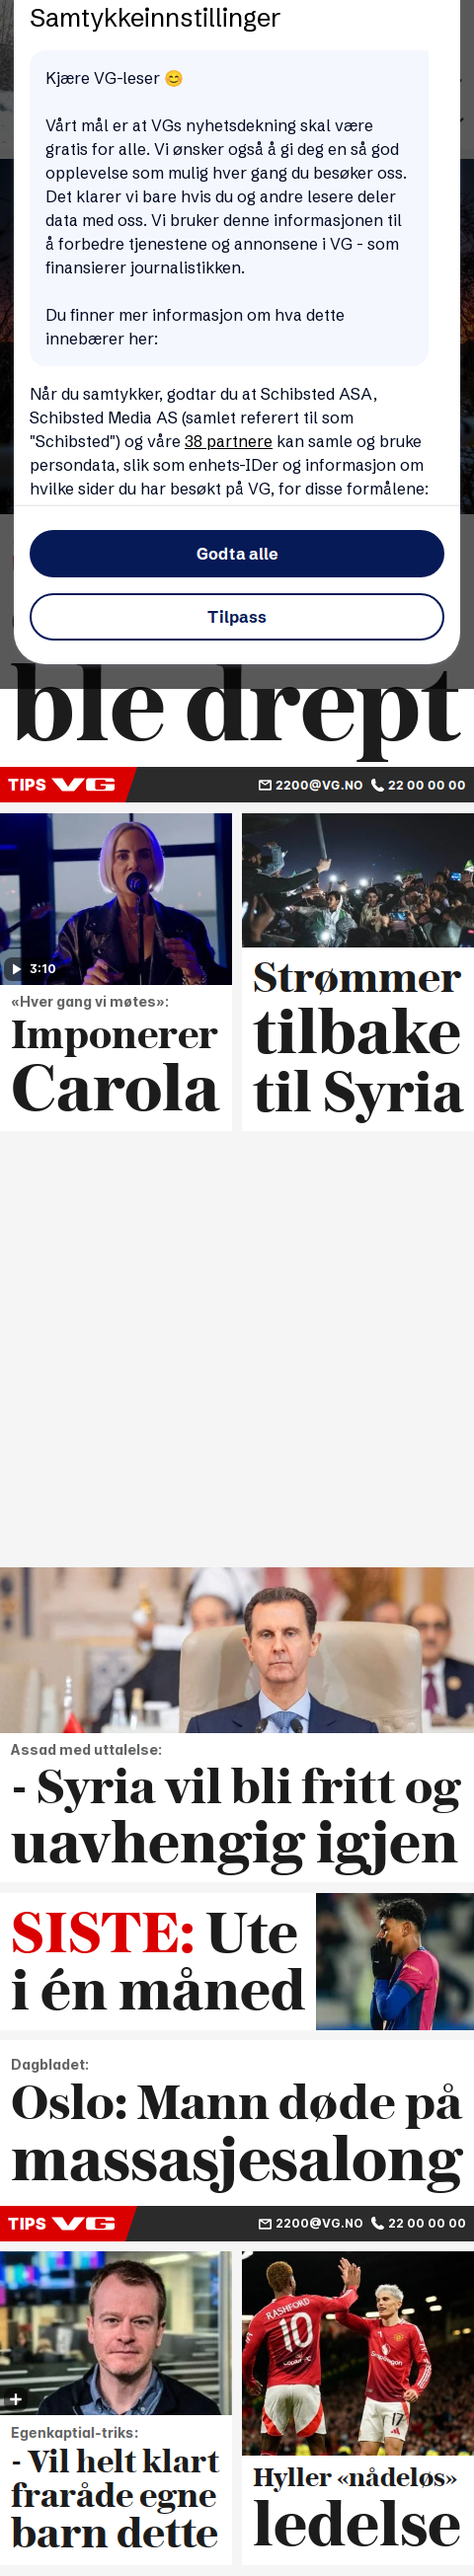 Samtykkeinnstillinger
Kjære VG-leser 😊
Vårt mål er at VGs nyhetsdekning skal være
gratis for alle. Vi ønsker også å gi deg en så god
opplevelse som mulig hver gang du besøker oss.
Det klarer vi bare hvis du og andre lesere deler
data med oss. Vi bruker denne informasjonen til
å forbedre tjenestene og annonsene i VG - som
finansierer journalistikken.
Du finner mer informasjon om hva dette
innebærer her:
Når du samtykker, godtar du at Schibsted ASA,
Schibsted Media AS (samlet referert til som
"Schibsted") og våre 38 partnere kan samle og bruke
persondata, slik som enhets-IDer og informasjon om
hvilke sider du har besøkt på VG, for disse formålene:
Godta alle
Tilpass
ble drept
TIPS VG 2200@VG.NO 22 00 00 00
3:10
«Hver gang vi møtes»:
Imponerer
Carola
Strømmer
tilbake
til Syria
Assad med uttalelse:
- Syria vil bli fritt og
uavhengig igjen
SISTE: Ute
i én måned
Dagbladet:
Oslo: Mann døde på
massasjesalong
TIPS VG 2200@VG.NO 22 00 00 00
Egenkaptial-triks:
- Vil helt klart
fraråde egne
barn dette
RASHFORD
10
Snapdragon
17
Hyller «nådeløs»
ledelse